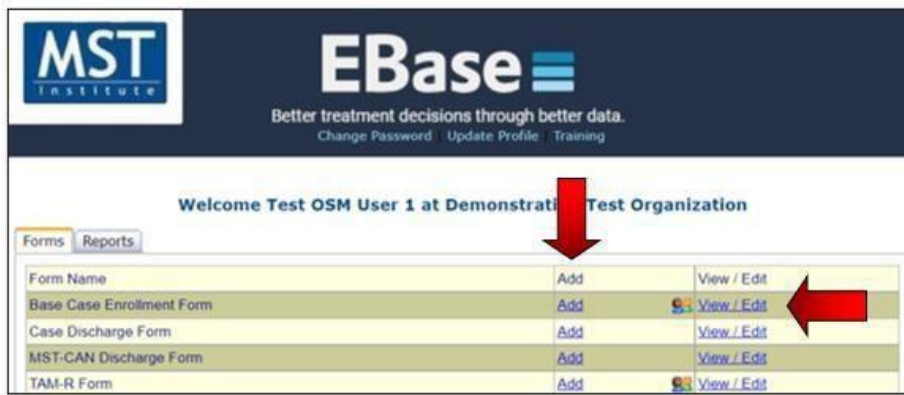 MST
Institute
EBase
Better treatment decisions through better data.
Change Password | Update Profile | Training
Welcome Test OSM User 1 at Demonstrati Test Organization
Forms Reports
Form Name Add View / Edit
Base Case Enrollment Form Add View / Edit
Case Discharge Form Add View / Edit
MST-CAN Discharge Form Add View / Edit
TAM-R Form Add View / Edit